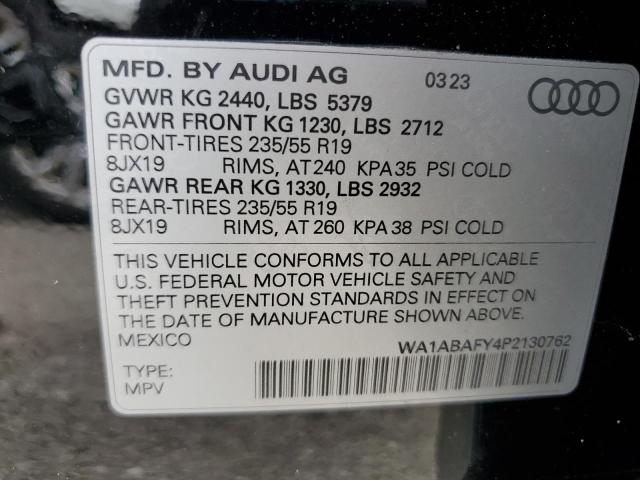 MFD. BY AUDI AG 03 23
GVWR KG 2440, LBS 5379
GAWR FRONT KG 1230, LBS 2712
FRONT-TIRES 235/55 R19
8JX19 RIMS, AT 240 KPA 35 PSI COLD
GAWR REAR KG 1330, LBS 2932
REAR-TIRES 235/55 R19
8JX19 RIMS, AT 260 KPA 38 PSI COLD
THIS VEHICLE CONFORMS TO ALL APPLICABLE
U.S. FEDERAL MOTOR VEHICLE SAFETY AND
THEFT PREVENTION STANDARDS IN EFFECT ON
THE DATE OF MANUFACTURE SHOWN ABOVE.
MEXICO WA1ABAFY4P2130762
TYPE:
MPV